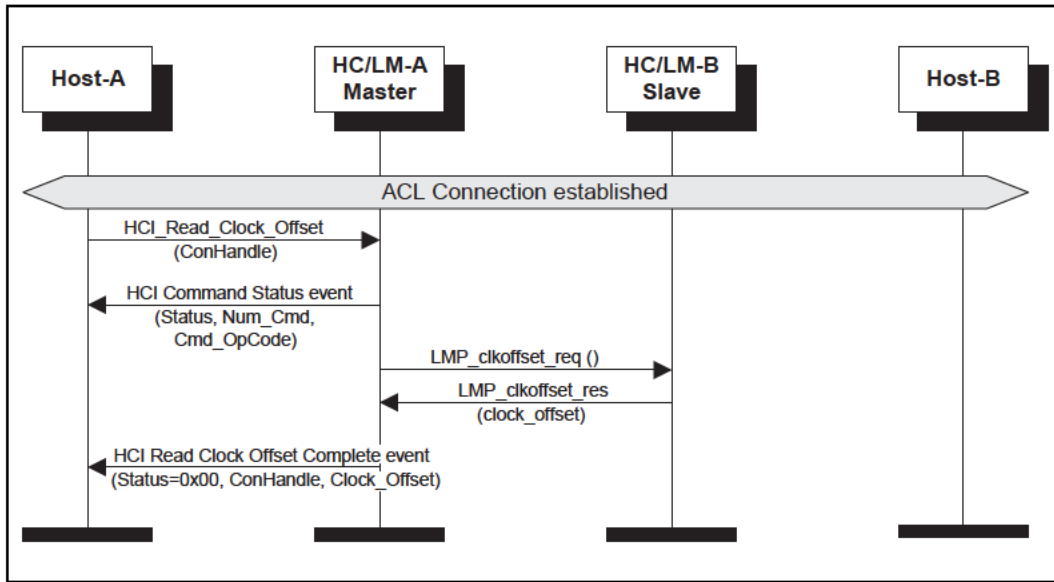 Host-A
HC/LM-A
Master
HC/LM-B
Slave
Host-B
ACL Connection established
HCI_Read_Clock_Offset
(ConHandle)
HCI Command Status event
(Status, Num_Cmd,
Cmd_OpCode)
LMP_clkoffset_req ()
LMP_clkoffset_res
(clock_offset)
HCI Read Clock Offset Complete event
(Status=0x00, ConHandle, Clock_Offset)